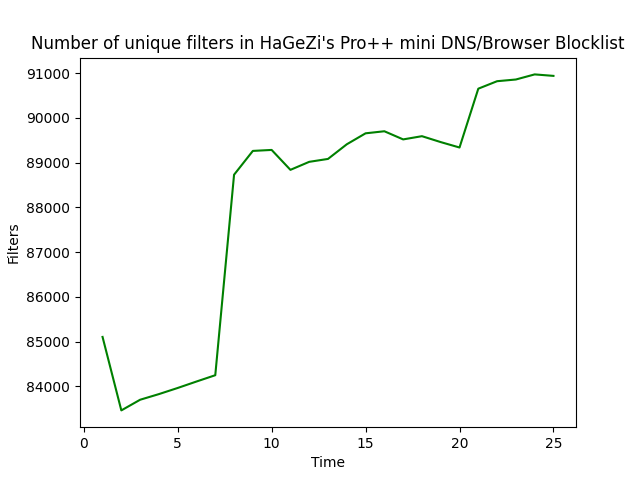 Number of unique filters in HaGeZi's Pro++ mini DNS/Browser Blocklist
91000
90000
89000
88000
87000
86000
85000
84000
Filters
0 5 10 15 20 25
Time